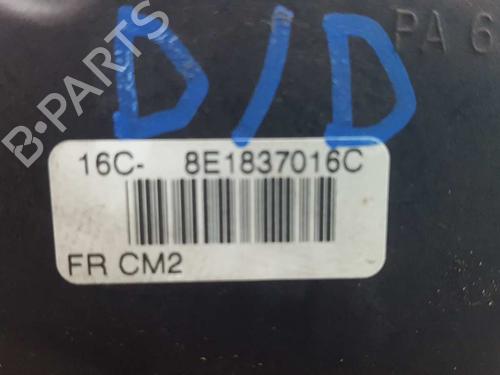 D/D
PA 6
B-PARTS
16C- 8E1837016C
FR CM2